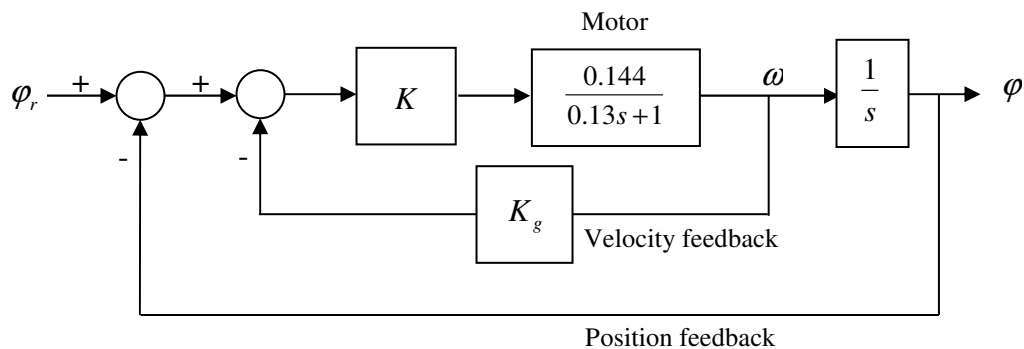 Motor
φr + + K 0.144 / 0.13s+1 ω 1 / s φ
- -
Kg
Velocity feedback
Position feedback